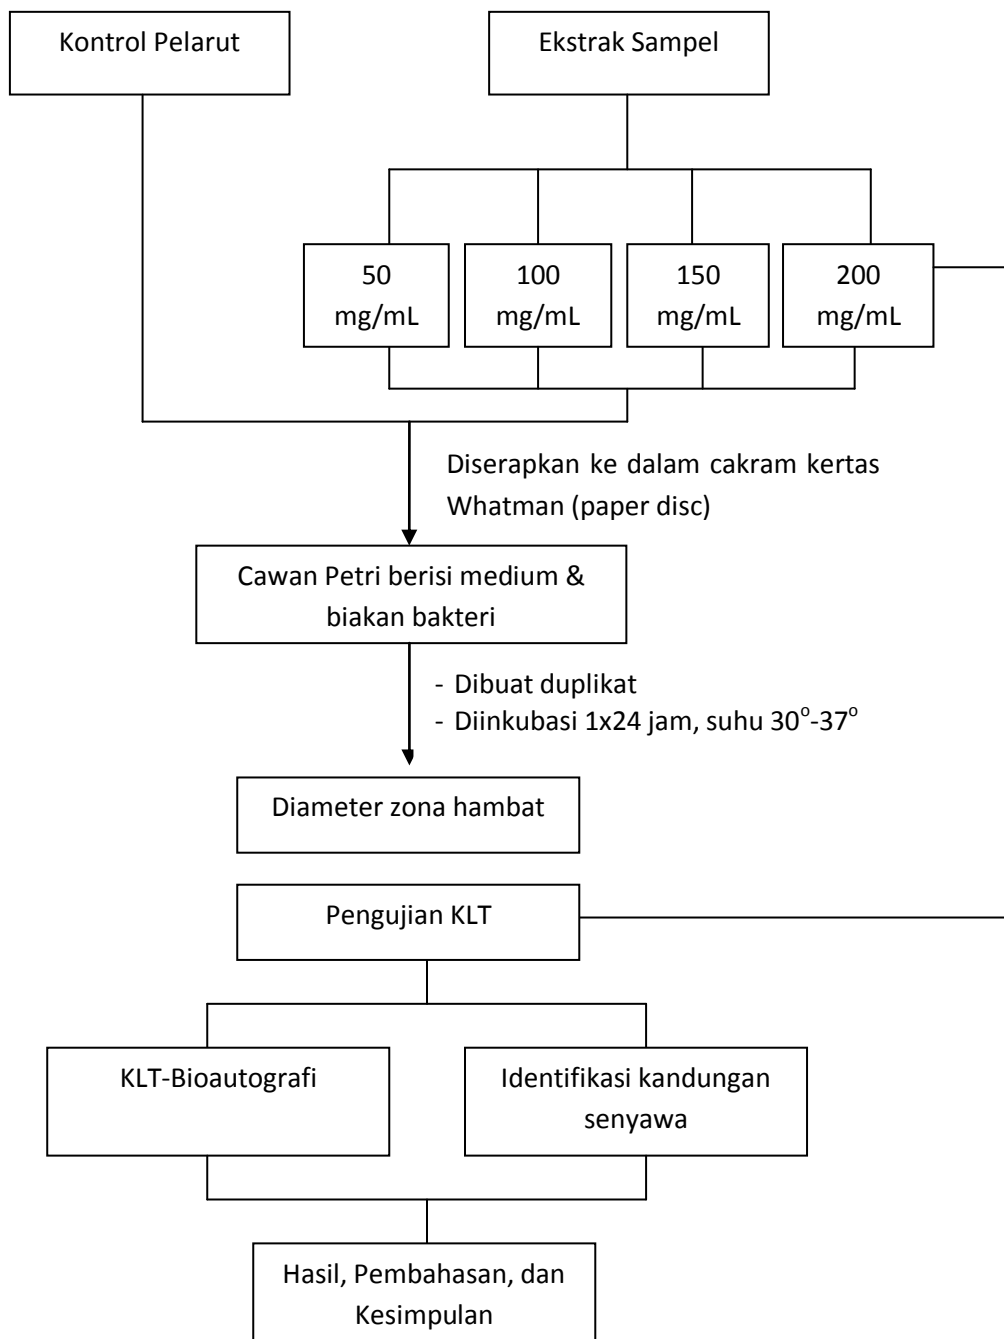 Kontrol Pelarut
Ekstrak Sampel
50
mg/mL
100
mg/mL
150
mg/mL
200
mg/mL
Diserapkan ke dalam cakram kertas
Whatman (paper disc)
Cawan Petri berisi medium &
biakan bakteri
- Dibuat duplikat
- Diinkubasi 1x24 jam, suhu 30°-37°
Diameter zona hambat
Pengujian KLT
KLT-Bioautografi
Identifikasi kandungan
senyawa
Hasil, Pembahasan, dan
Kesimpulan